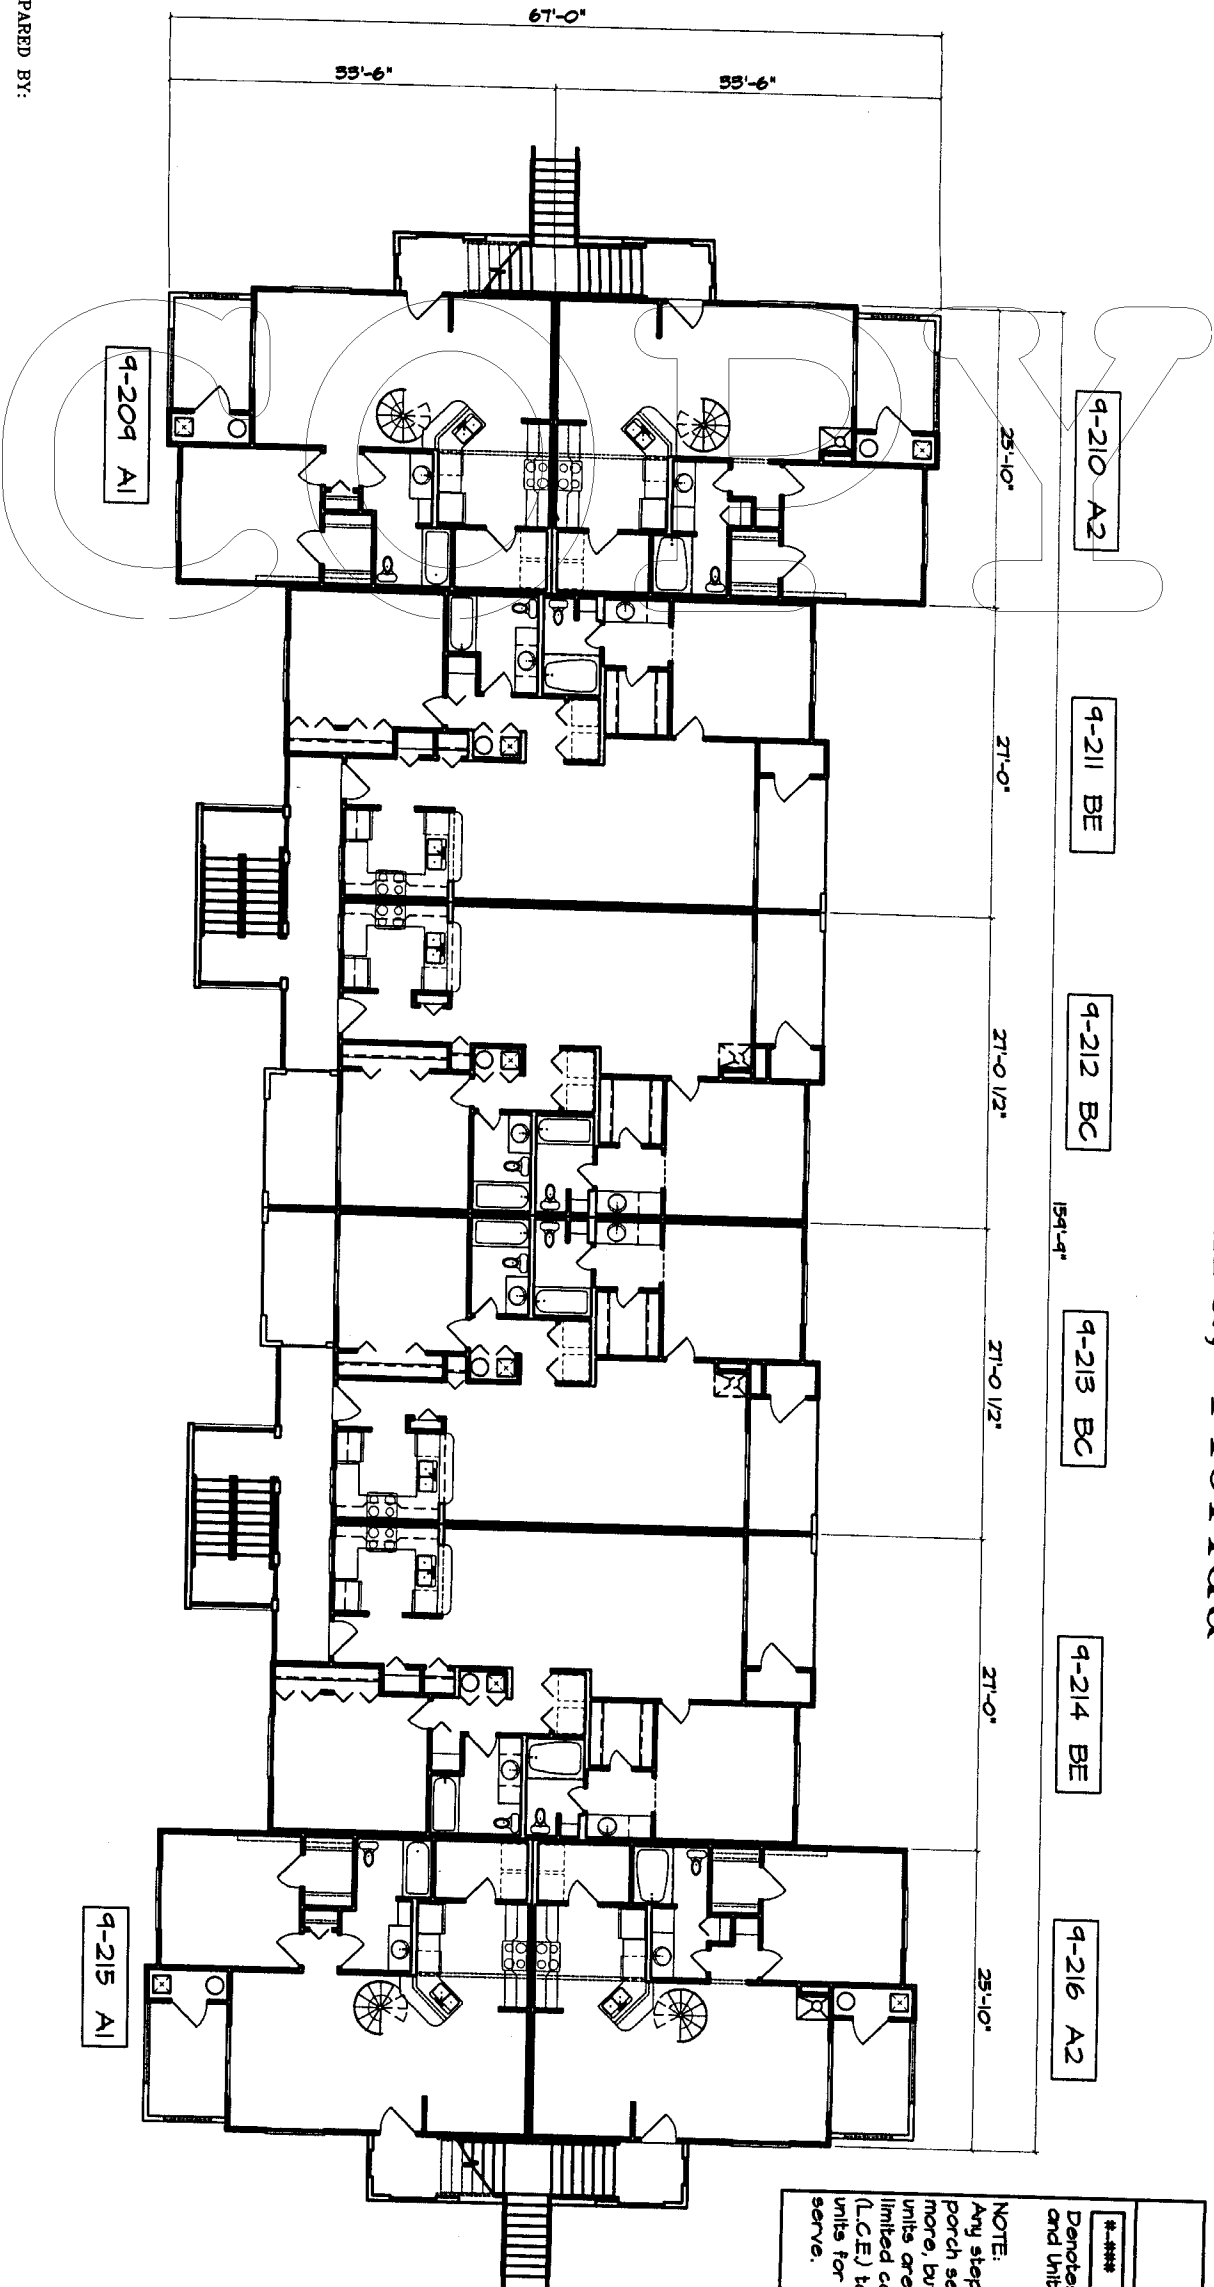 PARED BY:
67'-0"
33'-6"
33'-6"
COPY
9-209 A1
9-210 A2
25'-10"
9-211 BE
27'-0"
9-212 BC
27'-0 1/2"
159'-9"
9-213 BC
27'-0 1/2"
9-214 BE
27'-0"
9-215 A1
9-216 A2
25'-10"
#-###
Denote
and Unit
NOTE:
Any step
porch se
more, bu
units are
limited co
(L.C.E.) to
units for
serve.